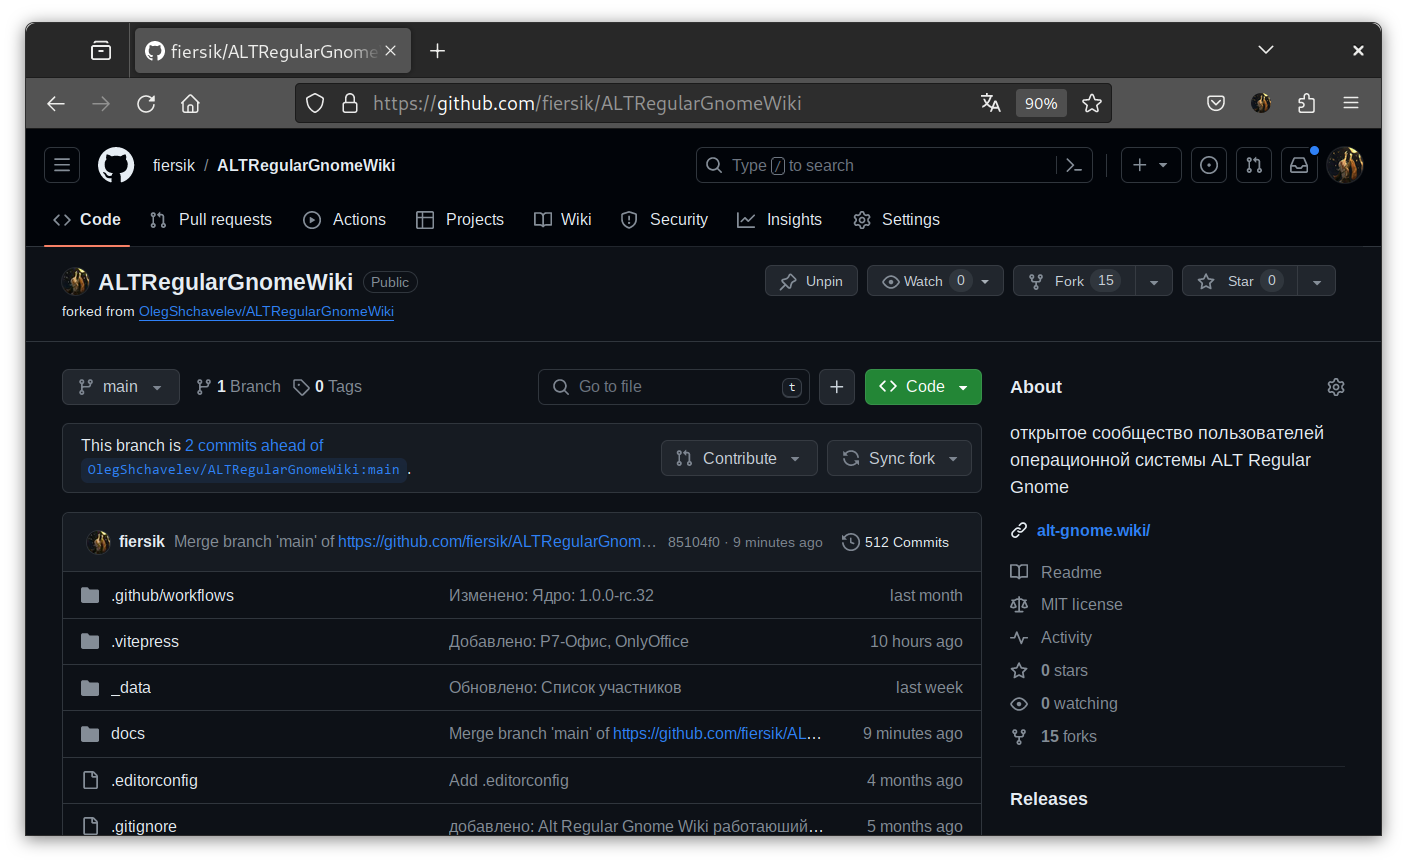 fiersik/ALTRegularGnome
https://github.com/fiersik/ALTRegularGnomeWiki
90%
fiersik / ALTRegularGnomeWiki
Type / to search
Code
Pull requests
Actions
Projects
Wiki
Security
Insights
Settings
ALTRegularGnomeWiki Public
Unpin
Watch 0
Fork 15
Star 0
forked from OlegShchavelev/ALTRegularGnomeWiki
main
1 Branch
0 Tags
Go to file t
Code
This branch is 2 commits ahead of
OlegShchavelev/ALTRegularGnomeWiki:main .
Contribute
Sync fork
fiersik Merge branch 'main' of https://github.com/fiersik/ALTRegularGnom… 85104f0 · 9 minutes ago 512 Commits
.github/workflows Изменено: Ядро: 1.0.0-rc.32 last month
.vitepress Добавлено: Р7-Офис, OnlyOffice 10 hours ago
_data Обновлено: Список участников last week
docs Merge branch 'main' of https://github.com/fiersik/AL… 9 minutes ago
.editorconfig Add .editorconfig 4 months ago
.gitignore добавлено: Alt Regular Gnome Wiki работаюший… 5 months ago
About
открытое сообщество пользователей
операционной системы ALT Regular
Gnome
alt-gnome.wiki/
Readme
MIT license
Activity
0 stars
0 watching
15 forks
Releases